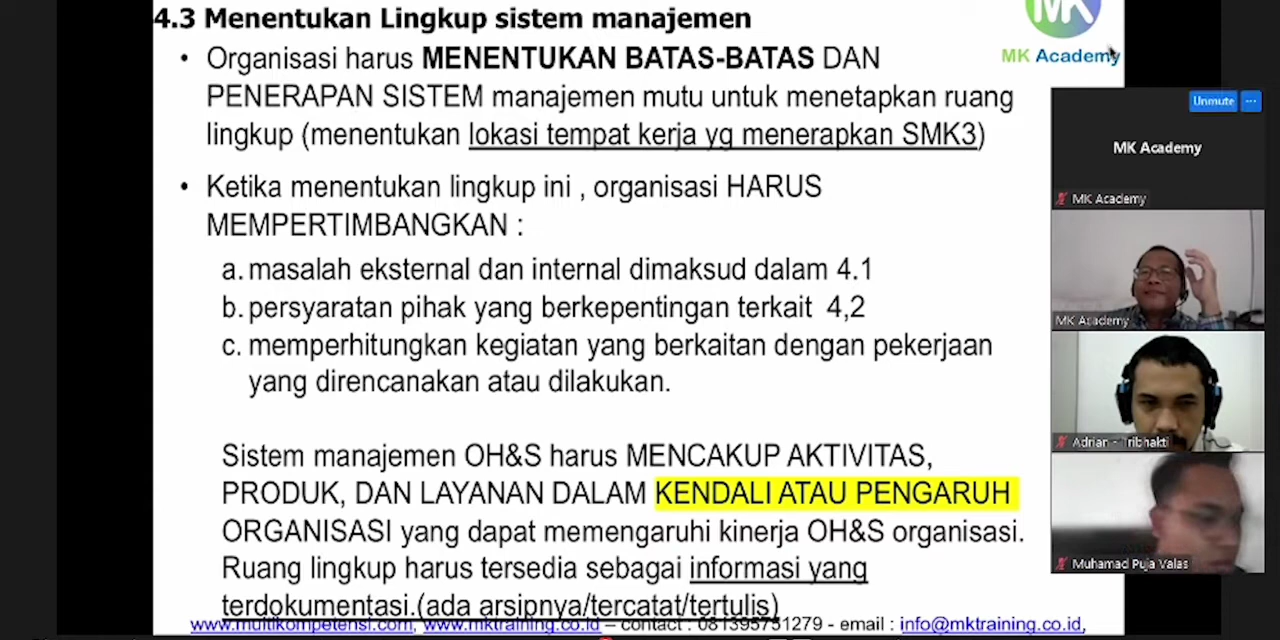 4.3 Menentukan Lingkup sistem manajemen
MK
MK Academy
• Organisasi harus MENENTUKAN BATAS-BATAS DAN
PENERAPAN SISTEM manajemen mutu untuk menetapkan ruang
lingkup (menentukan lokasi tempat kerja yg menerapkan SMK3)
• Ketika menentukan lingkup ini , organisasi HARUS
MEMPERTIMBANGKAN :
a. masalah eksternal dan internal dimaksud dalam 4.1
b. persyaratan pihak yang berkepentingan terkait 4,2
c. memperhitungkan kegiatan yang berkaitan dengan pekerjaan
yang direncanakan atau dilakukan.
Sistem manajemen OH&S harus MENCAKUP AKTIVITAS,
PRODUK, DAN LAYANAN DALAM KENDALI ATAU PENGARUH
ORGANISASI yang dapat memengaruhi kinerja OH&S organisasi.
Ruang lingkup harus tersedia sebagai informasi yang
terdokumentasi.(ada arsipnya/tercatat/tertulis)
www.multikompetensi.com, www.mktraining.co.id – contact : 081395751279 - email : info@mktraining.co.id,
Unmute ...
MK Academy
MK Academy
MK Academy
Adrian - Tribhakti
Muhamad Puja Valas